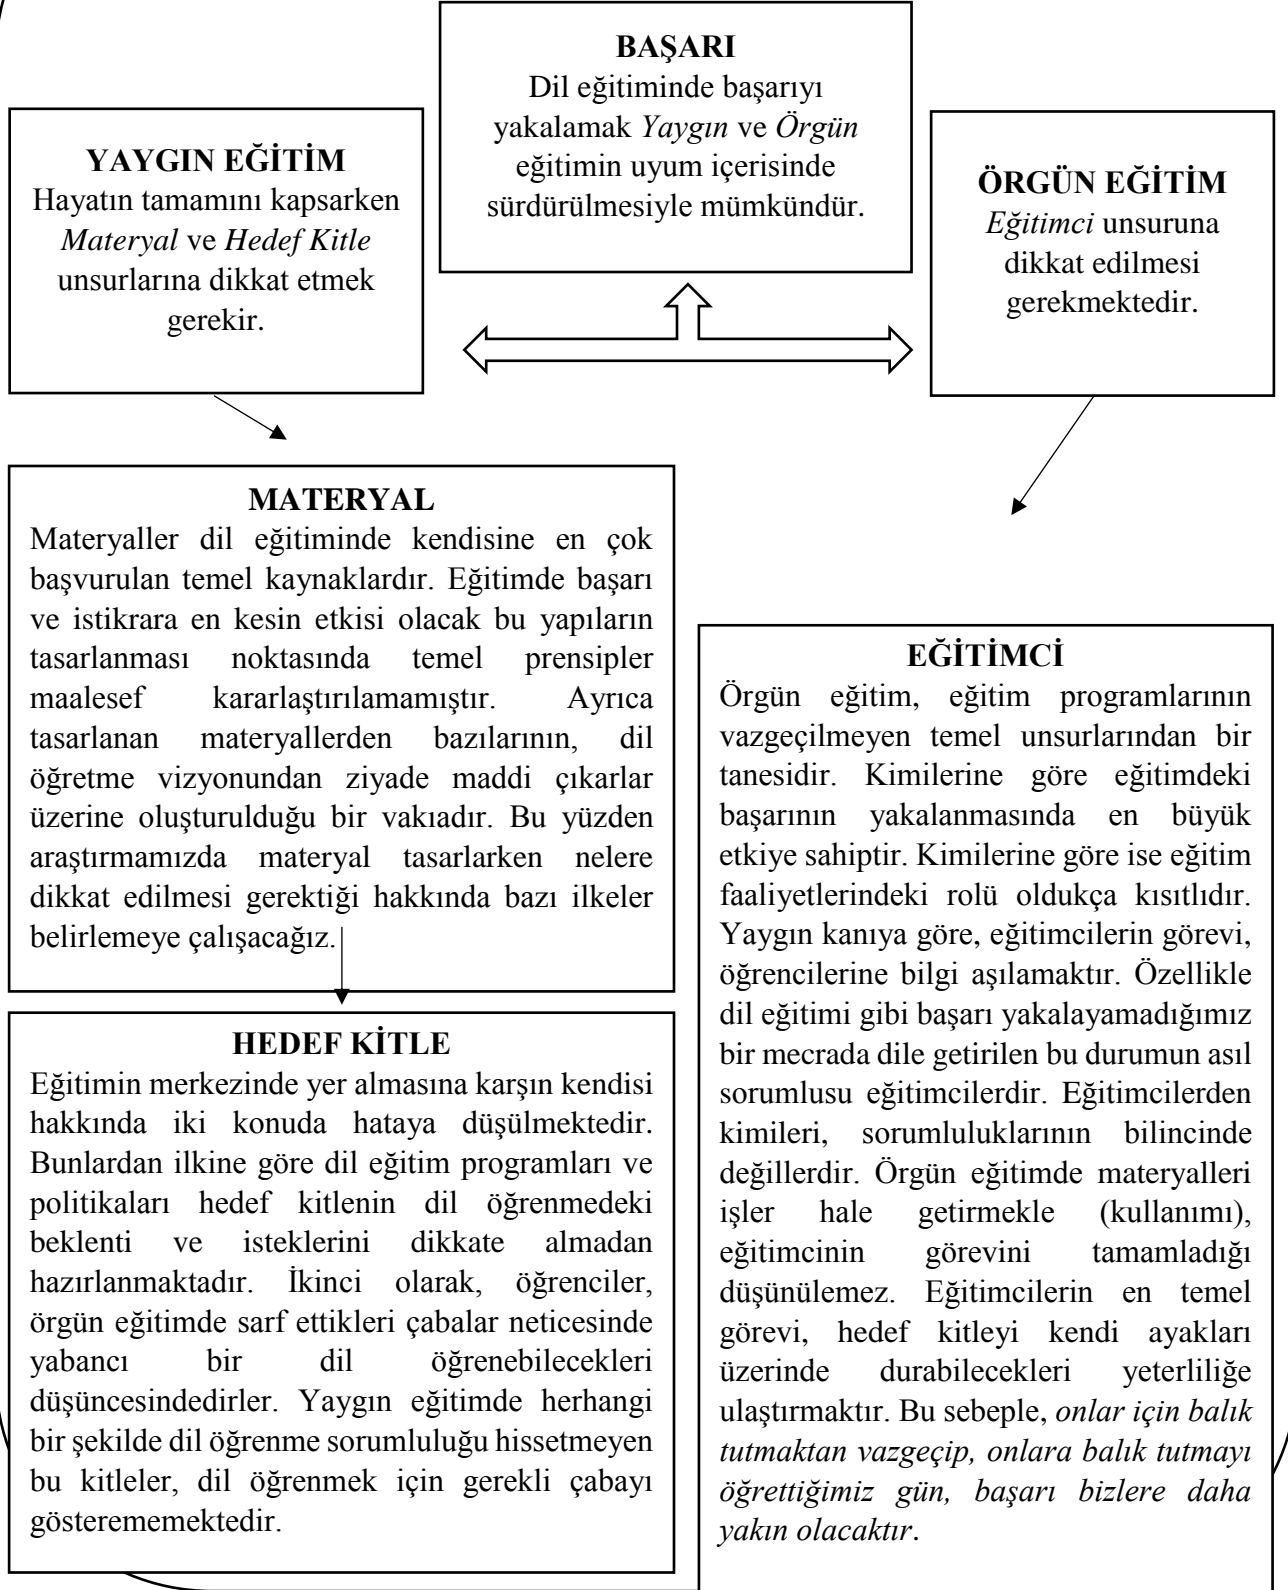 BAŞARI
Dil eğitiminde başarıyı
yakalamak Yaygın ve Örgün
eğitimin uyum içerisinde
sürdürülmesiyle mümkündür.
YAYGIN EĞİTİM
Hayatın tamamını kapsarken
Materyal ve Hedef Kitle
unsurlarına dikkat etmek
gerekir.
ÖRGÜN EĞİTİM
Eğitimci unsuruna
dikkat edilmesi
gerekmektedir.
MATERYAL
Materyaller dil eğitiminde kendisine en çok
başvurulan temel kaynaklardır. Eğitimde başarı
ve istikrara en kesin etkisi olacak bu yapıların
tasarlanması noktasında temel prensipler
maalesef kararlaştırılamamıştır. Ayrıca
tasarlanan materyallerden bazılarının, dil
öğretme vizyonundan ziyade maddi çıkarlar
üzerine oluşturulduğu bir vakıadır. Bu yüzden
araştırmamızda materyal tasarlarken nelere
dikkat edilmesi gerektiği hakkında bazı ilkeler
belirlemeye çalışacağız.
HEDEF KİTLE
Eğitimin merkezinde yer almasına karşın kendisi
hakkında iki konuda hataya düşülmektedir.
Bunlardan ilkine göre dil eğitim programları ve
politikaları hedef kitlenin dil öğrenmedeki
beklenti ve isteklerini dikkate almadan
hazırlanmaktadır. İkinci olarak, öğrenciler,
örgün eğitimde sarf ettikleri çabalar neticesinde
yabancı bir dil öğrenebilecekleri
düşüncesindedirler. Yaygın eğitimde herhangi
bir şekilde dil öğrenme sorumluluğu hissetmeyen
bu kitleler, dil öğrenmek için gerekli çabayı
gösterememektedir.
EĞİTİMCİ
Örgün eğitim, eğitim programlarının
vazgeçilmeyen temel unsurlarından bir
tanesidir. Kimilerine göre eğitimdeki
başarının yakalanmasında en büyük
etkiye sahiptir. Kimilerine göre ise eğitim
faaliyetlerindeki rolü oldukça kısıtlıdır.
Yaygın kanıya göre, eğitimcilerin görevi,
öğrencilerine bilgi aşılamaktır. Özellikle
dil eğitimi gibi başarı yakalayamadığımız
bir mecrada dile getirilen bu durumun asıl
sorumlusu eğitimcilerdir. Eğitimcilerden
kimileri, sorumluluklarının bilincinde
değillerdir. Örgün eğitimde materyalleri
işler hale getirmekle (kullanımı),
eğitimcinin görevini tamamladığı
düşünülemez. Eğitimcilerin en temel
görevi, hedef kitleyi kendi ayakları
üzerinde durabilecekleri yeterliliğe
ulaştırmaktır. Bu sebeple, onlar için balık
tutmaktan vazgeçip, onlara balık tutmayı
öğrettiğimiz gün, başarı bizlere daha
yakın olacaktır.